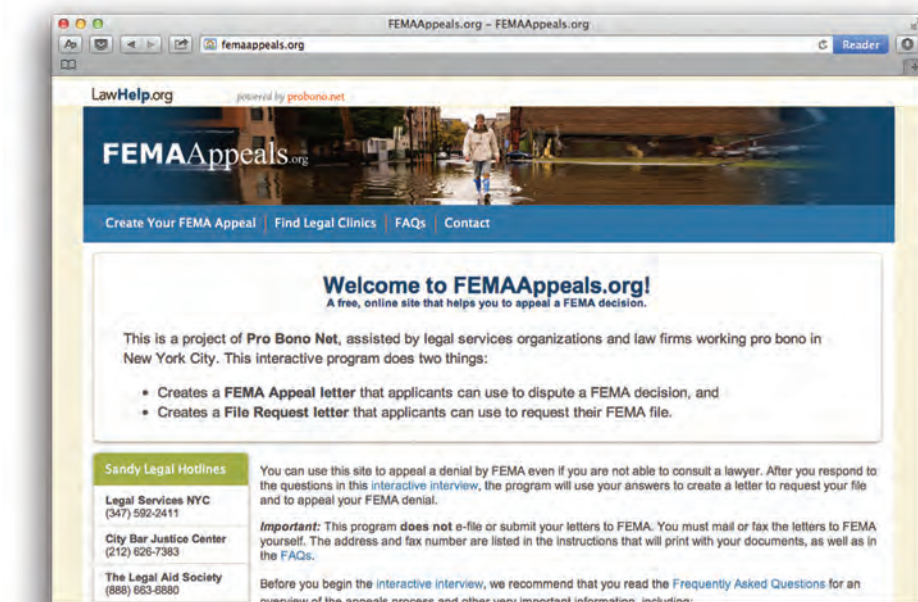 FEMAAppeals.org – FEMAAppeals.org
femaappeals.org
Reader
LawHelp.org powered by probono.net
FEMAAppeals.org
Create Your FEMA Appeal | Find Legal Clinics | FAQs | Contact
Welcome to FEMAAppeals.org!
A free, online site that helps you to appeal a FEMA decision.
This is a project of Pro Bono Net, assisted by legal services organizations and law firms working pro bono in
New York City. This interactive program does two things:
• Creates a FEMA Appeal letter that applicants can use to dispute a FEMA decision, and
• Creates a File Request letter that applicants can use to request their FEMA file.
Sandy Legal Hotlines
Legal Services NYC
(347) 592-2411
City Bar Justice Center
(212) 626-7383
The Legal Aid Society
(888) 663-6880
You can use this site to appeal a denial by FEMA even if you are not able to consult a lawyer. After you respond to
the questions in this interactive interview, the program will use your answers to create a letter to request your file
and to appeal your FEMA denial.
Important: This program does not e-file or submit your letters to FEMA. You must mail or fax the letters to FEMA
yourself. The address and fax number are listed in the instructions that will print with your documents, as well as in
the FAQs.
Before you begin the interactive interview, we recommend that you read the Frequently Asked Questions for an
overview of the appeals process and other very important information, including: